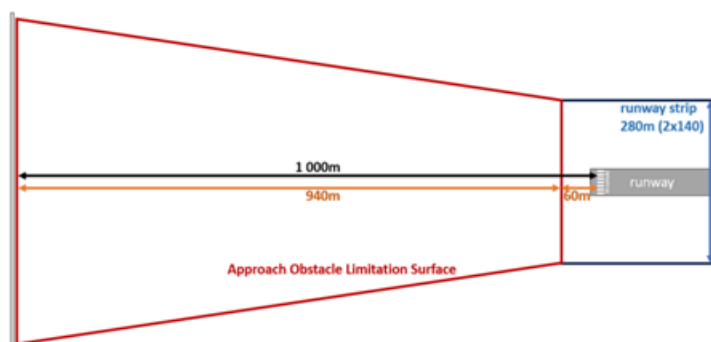 runway strip
280m (2x140)
1 000m
runway
940m
60m
Approach Obstacle Limitation Surface